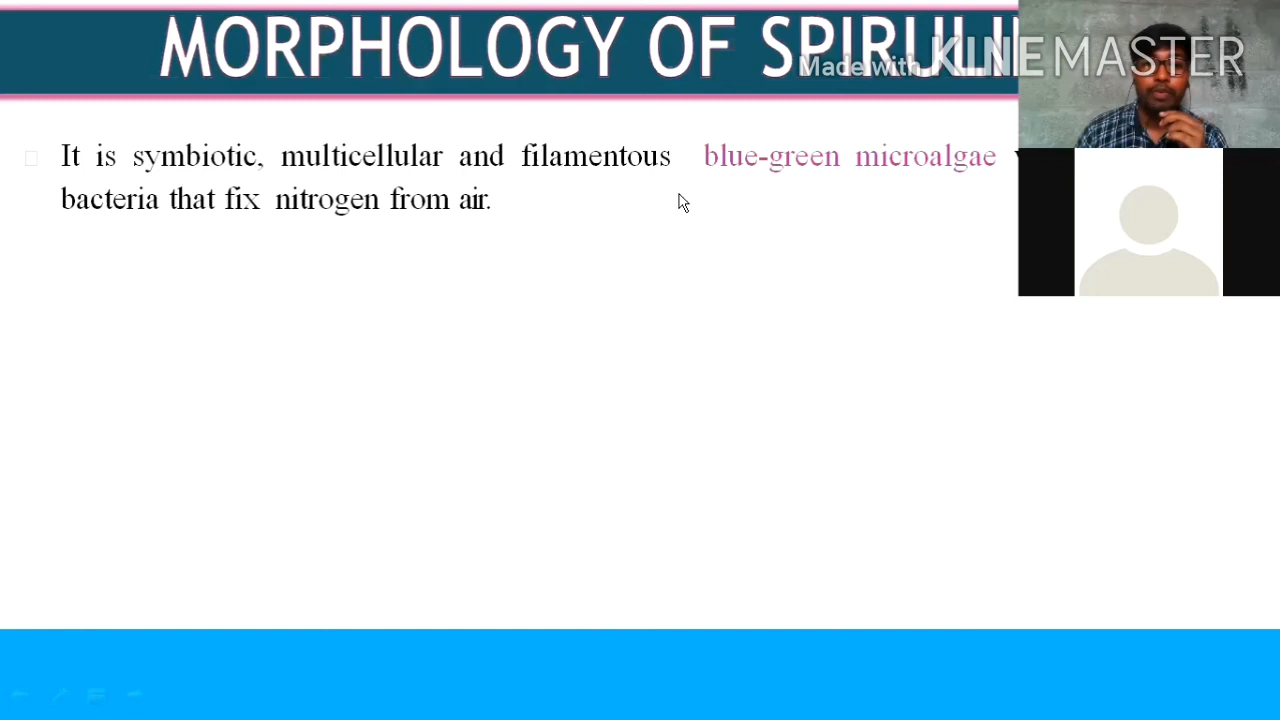 MORPHOLOGY OF SPIRULIN
Made with KINEMASTER
It is symbiotic, multicellular and filamentous blue-green microalgae
bacteria that fix nitrogen from air.